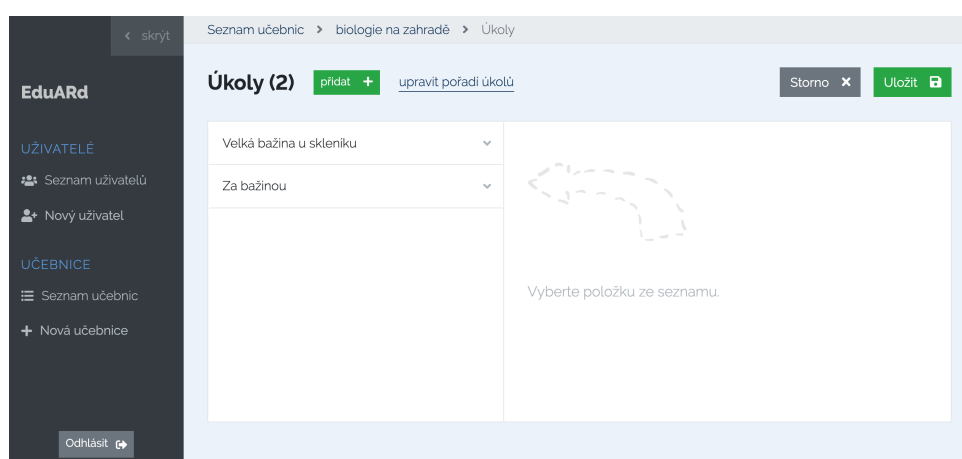 skrýt
EduARd
UŽIVATELÉ
Seznam uživatelů
Nový uživatel
UČEBNICE
Seznam učebnic
Nová učebnice
Odhlásit
Seznam učebnic > biologie na zahradě > Úkoly
Úkoly (2) přidat + upravit pořadí úkolů Storno Uložit
Velká bažina u skleníku
Za bažinou
Vyberte položku ze seznamu.